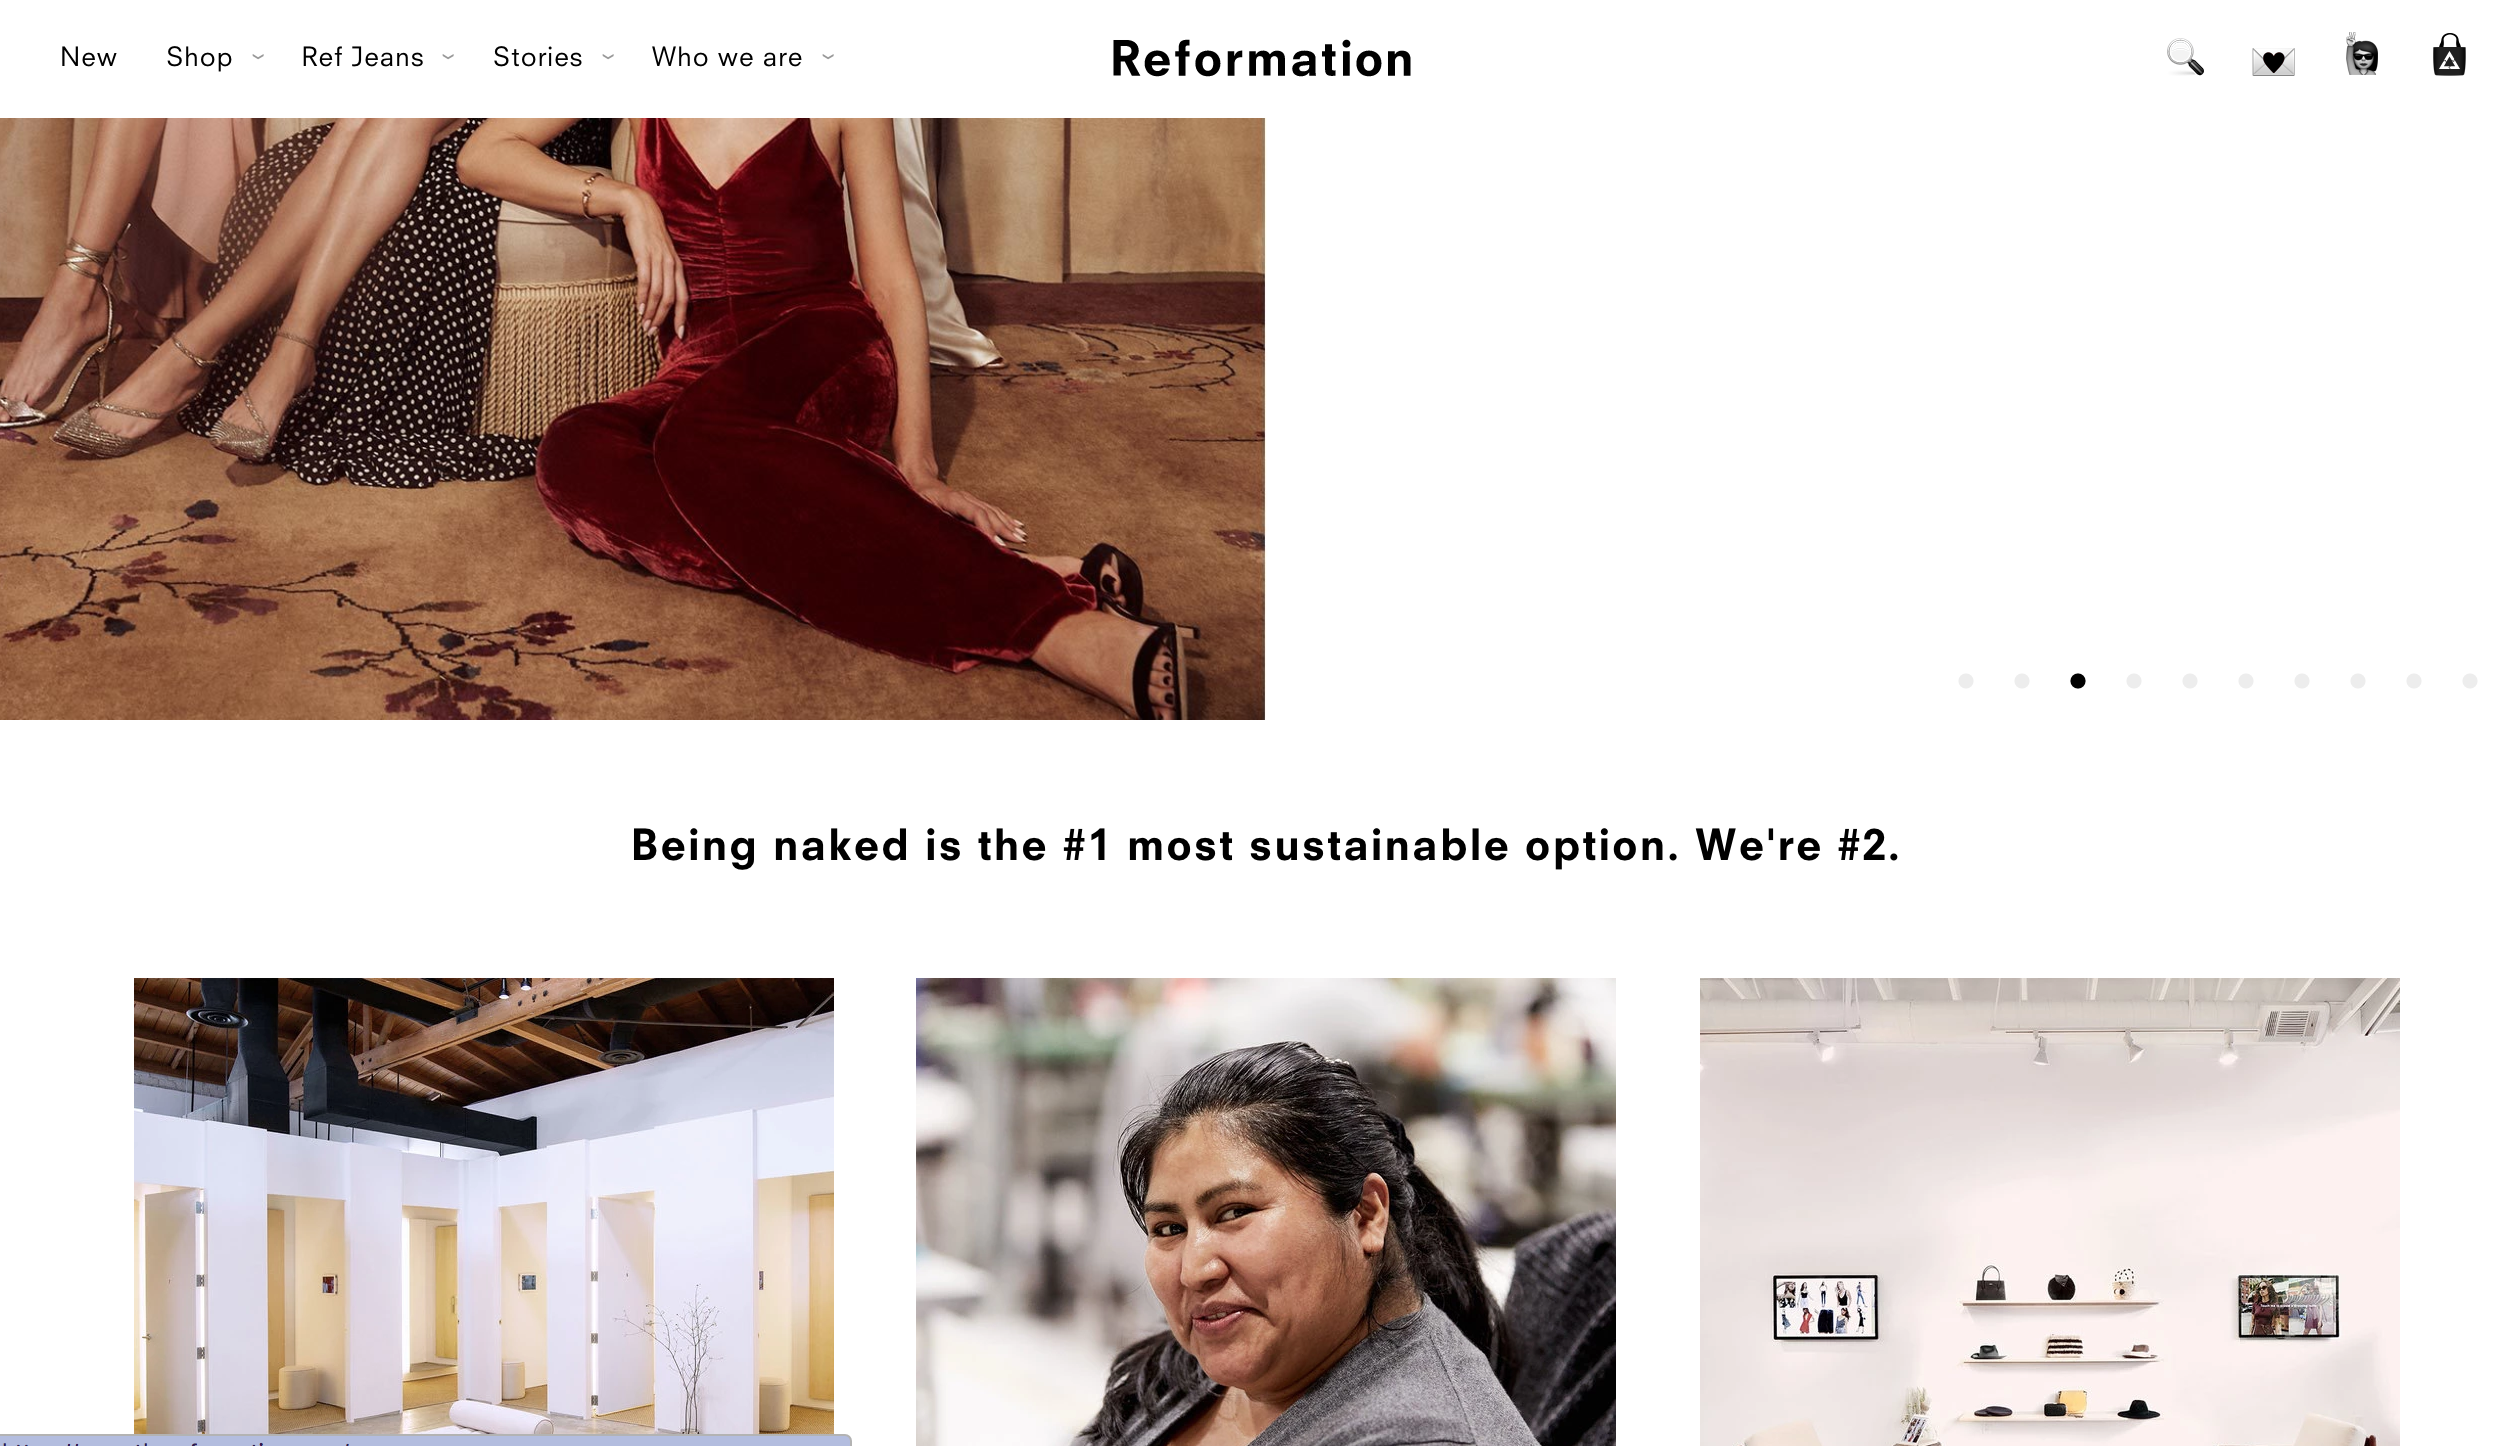 New Shop Ref Jeans Stories Who we are Reformation
Being naked is the #1 most sustainable option. We're #2.